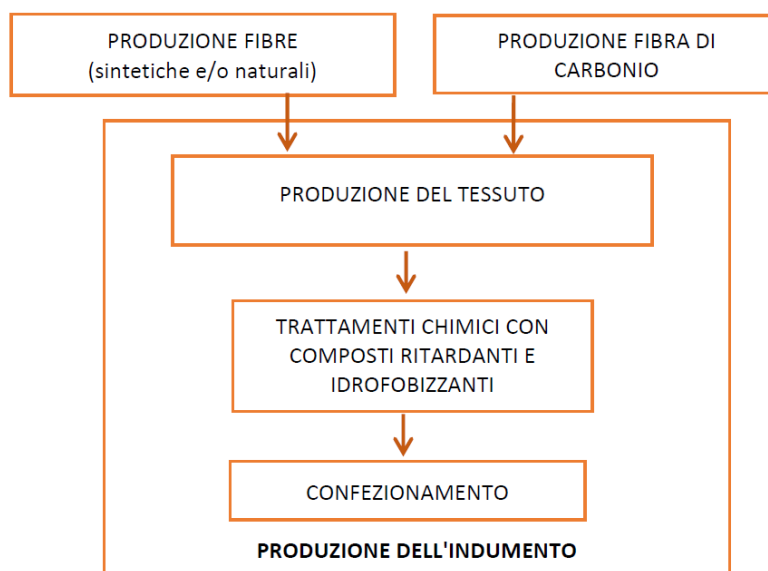 PRODUZIONE FIBRE
(sintetiche e/o naturali)
PRODUZIONE FIBRA DI
CARBONIO
PRODUZIONE DEL TESSUTO
TRATTAMENTI CHIMICI CON
COMPOSTI RITARDANTI E
IDROFOBIZZANTI
CONFEZIONAMENTO
PRODUZIONE DELL'INDUMENTO